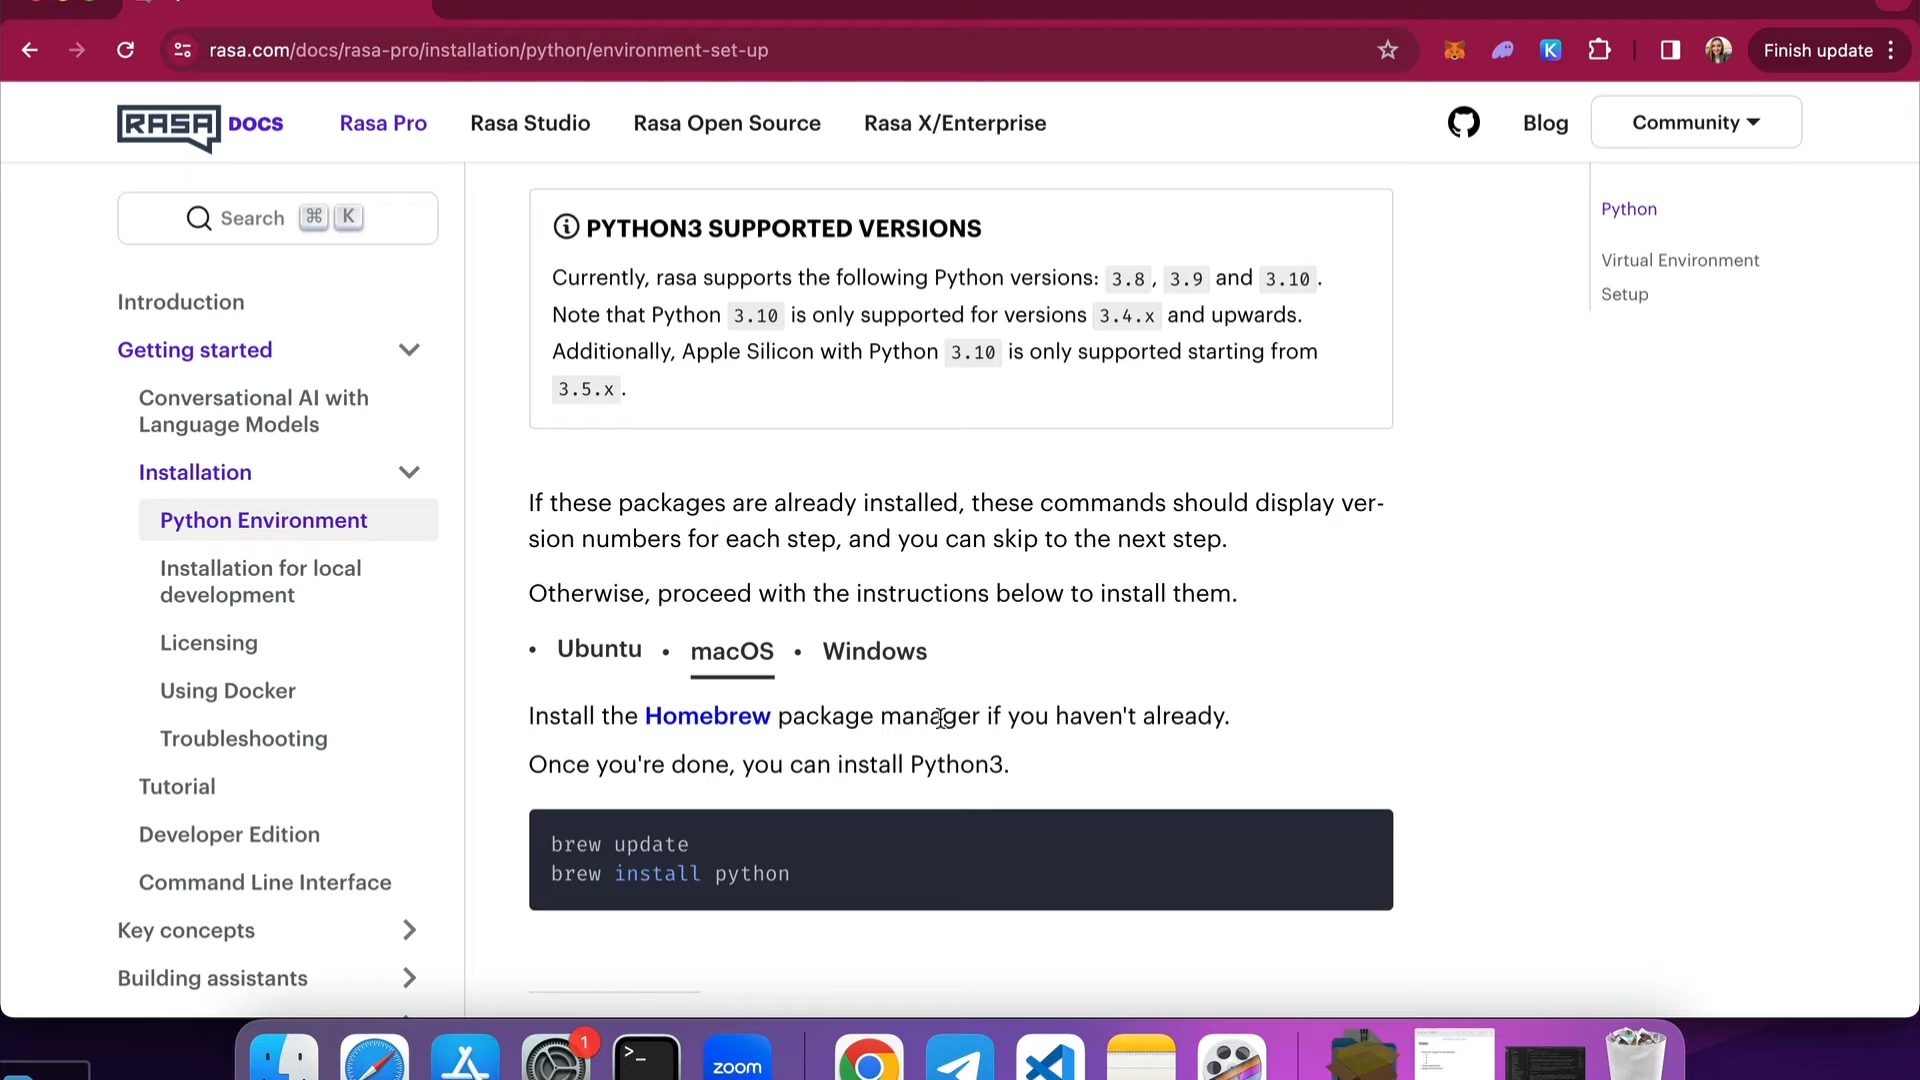 rasa.com/docs/rasa-pro/installation/python/environment-set-up
Finish update
RASA DOCS
Rasa Pro
Rasa Studio
Rasa Open Source
Rasa X/Enterprise
Blog
Community
Search ⌘ K
Introduction
Getting started
Conversational AI with
Language Models
Installation
Python Environment
Installation for local
development
Licensing
Using Docker
Troubleshooting
Tutorial
Developer Edition
Command Line Interface
Key concepts
Building assistants
PYTHON3 SUPPORTED VERSIONS
Currently, rasa supports the following Python versions: 3.8, 3.9 and 3.10.
Note that Python 3.10 is only supported for versions 3.4.x and upwards.
Additionally, Apple Silicon with Python 3.10 is only supported starting from
3.5.x.
If these packages are already installed, these commands should display ver-
sion numbers for each step, and you can skip to the next step.
Otherwise, proceed with the instructions below to install them.
• Ubuntu • macOS • Windows
Install the Homebrew package manager if you haven't already.
Once you're done, you can install Python3.
brew update
brew install python
Python
Virtual Environment
Setup
1
K
>_
zoom